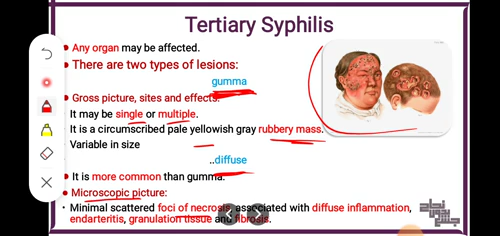 Tertiary Syphilis
Any organ may be affected.
There are two types of lesions:
gumma
Gross picture, sites and effects:
It may be single or multiple.
It is a circumscribed pale yellowish gray rubbery mass.
Variable in size
..diffuse
It is more common than gumma.
Microscopic picture:
Minimal scattered foci of necrosis, associated with diffuse inflammation,
endarteritis, granulation tissue and fibrosis.